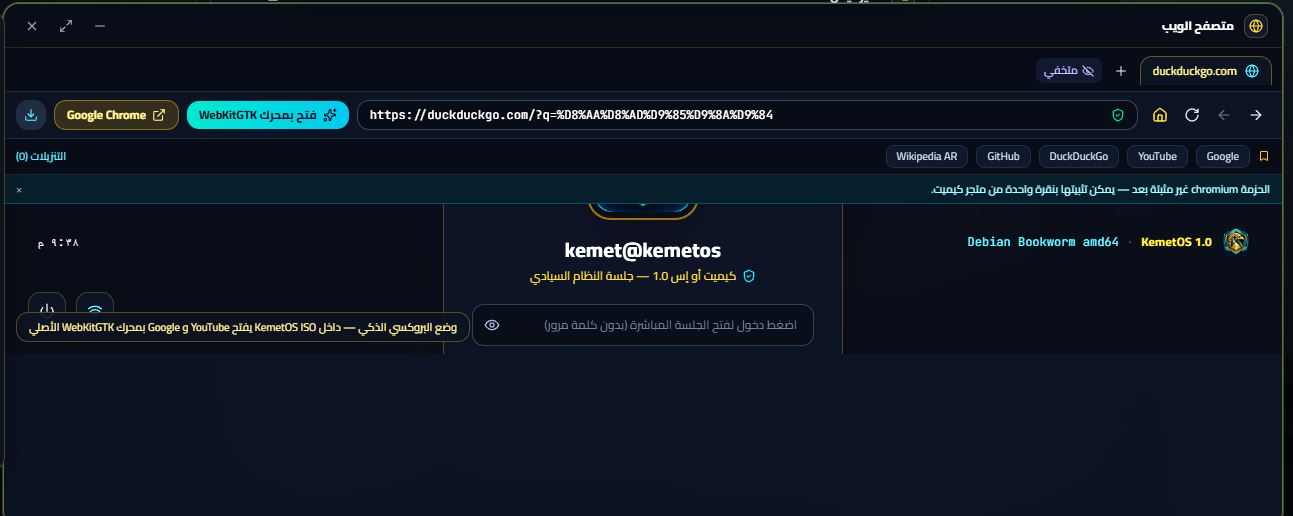 متصفح الويب
duckduckgo.com
متخفي
https://duckduckgo.com/?q=%D8%AA%D8%AD%D9%85%D9%8A%D9%84
فتح بمحرك WebKitGTK
Google Chrome
Google
YouTube
DuckDuckGo
GitHub
Wikipedia AR
التنزيلات (0)
الحزمة chromium غير مثبتة بعد — يمكن تثبيتها بنقرة واحدة من متجر كيميت. ×
KemetOS 1.0 · Debian Bookworm amd64
٩:٣٨ م
kemet@kemetos
كيميت أو إس 1.0 — جلسة النظام السيادي
اضغط دخول لفتح الجلسة المباشرة (بدون كلمة مرور)
وضع البروكسي الذكي — داخل KemetOS ISO يفتح YouTube و Google بمحرك WebKitGTK الأصلي